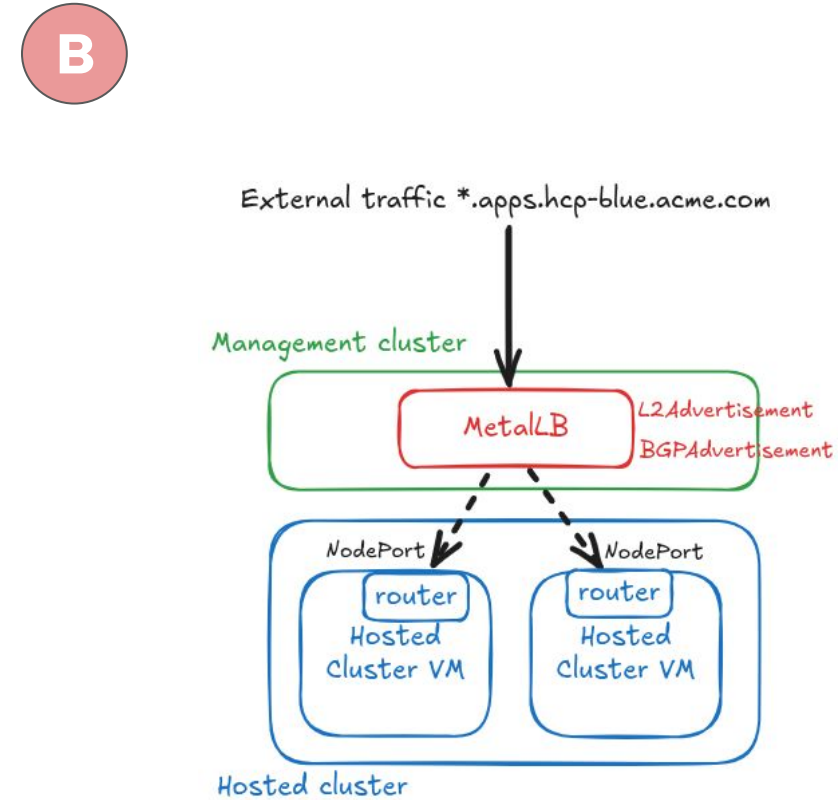 B
External traffic *.apps.hcp-blue.acme.com
Management cluster
MetalLB
L2Advertisement
BGPAdvertisement
NodePort
NodePort
router
router
Hosted
Cluster VM
Hosted
Cluster VM
Hosted cluster